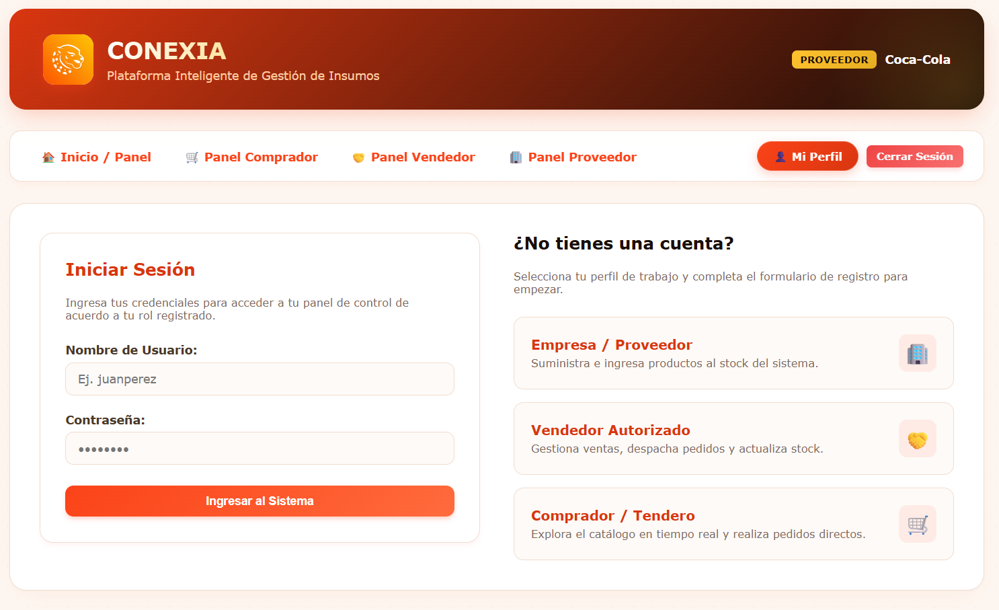 CONEXIA
Plataforma Inteligente de Gestión de Insumos
PROVEEDOR Coca-Cola
Inicio / Panel
Panel Comprador
Panel Vendedor
Panel Proveedor
Mi Perfil
Cerrar Sesión
Iniciar Sesión
Ingresa tus credenciales para acceder a tu panel de control de
acuerdo a tu rol registrado.
Nombre de Usuario:
Ej. juanperez
Contraseña:
••••••••
Ingresar al Sistema
¿No tienes una cuenta?
Selecciona tu perfil de trabajo y completa el formulario de registro para
empezar.
Empresa / Proveedor
Suministra e ingresa productos al stock del sistema.
Vendedor Autorizado
Gestiona ventas, despacha pedidos y actualiza stock.
Comprador / Tendero
Explora el catálogo en tiempo real y realiza pedidos directos.